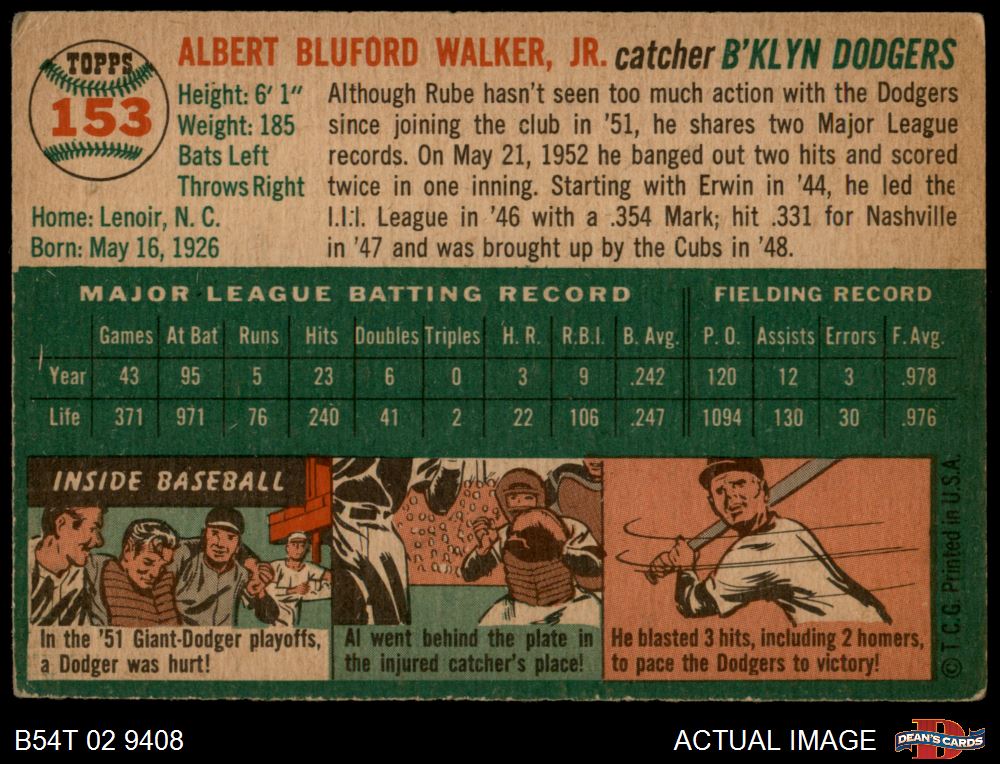 TOPPS
153
ALBERT BLUFORD WALKER, JR. catcher B'KLYN DODGERS
Height: 6' 1"
Weight: 185
Bats Left
Throws Right
Home: Lenoir, N. C.
Born: May 16, 1926
Although Rube hasn't seen too much action with the Dodgers
since joining the club in '51, he shares two Major League
records. On May 21, 1952 he banged out two hits and scored
twice in one inning. Starting with Erwin in '44, he led the
I.I.I. League in '46 with a .354 Mark; hit .331 for Nashville
in '47 and was brought up by the Cubs in '48.
MAJOR LEAGUE BATTING RECORD FIELDING RECORD
Games At Bat Runs Hits Doubles Triples H. R. R.B.I. B. Avg. P. O. Assists Errors F. Avg.
Year 43 95 5 23 6 0 3 9 .242 120 12 3 .978
Life 371 971 76 240 41 2 22 106 .247 1094 130 30 .976
INSIDE BASEBALL
In the '51 Giant-Dodger playoffs,
a Dodger was hurt!
Al went behind the plate in
the injured catcher's place!
He blasted 3 hits, including 2 homers,
to pace the Dodgers to victory!
© T. C. G. Printed in U.S.A.
B54T 02 9408
ACTUAL IMAGE
DEAN'S CARDS